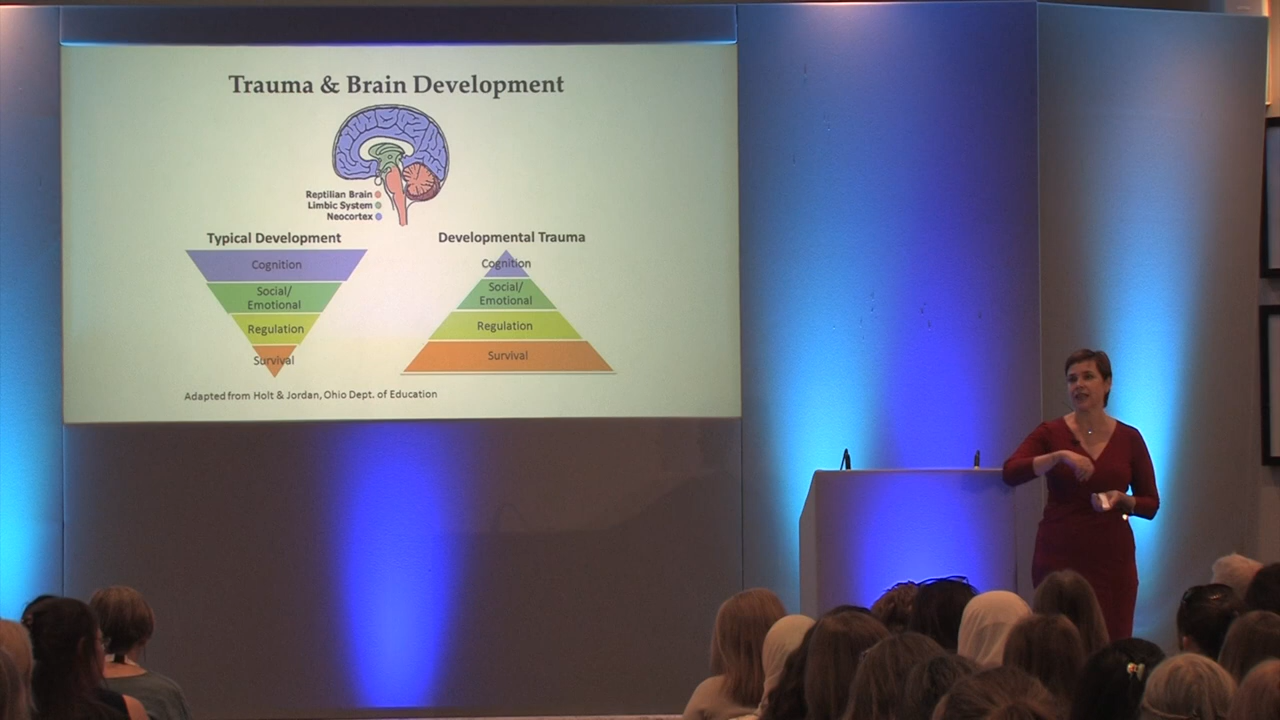 Trauma & Brain Development
Reptilian Brain
Limbic System
Neocortex
Typical Development
Cognition
Social/
Emotional
Regulation
Survival
Developmental Trauma
Cognition
Social/
Emotional
Regulation
Survival
Adapted from Holt & Jordan, Ohio Dept. of Education